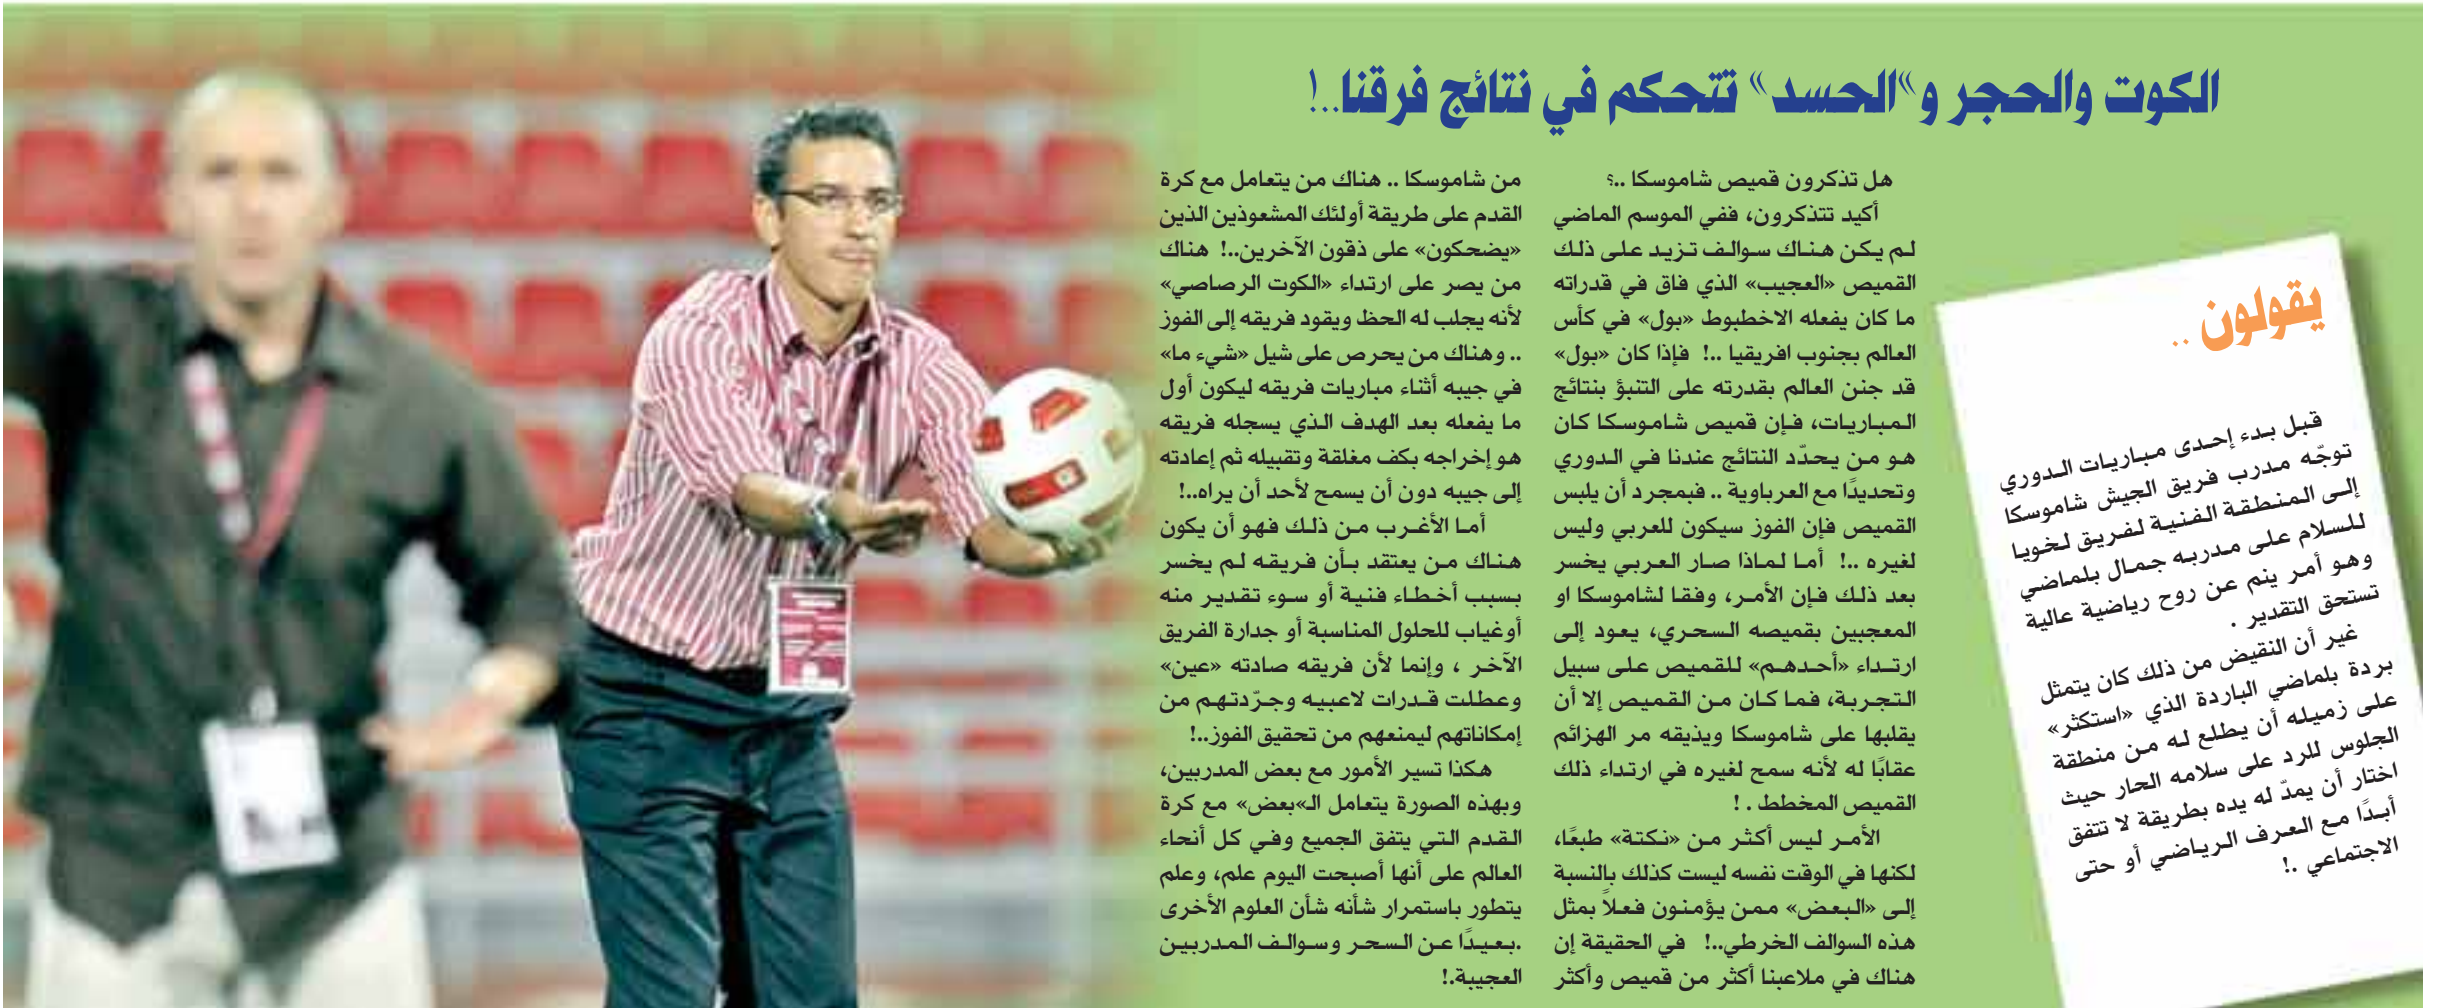 الكوت والحجر و»الحسد» تتحكم في نتائج فرقنا..!
هل تذكرون قميص شاموسكا ..؟
أكيد تتذكرون، ففي الموسم الماضي
لم يكن هناك سوالف تزيد على ذلك
القميص «العجيب» الذي فاق في قدراته
ما كان يفعله الاخطبوط «بول» في كأس
العالم بجنوب افريقيا ..! فإذا كان «بول»
قد جنن العالم بقدرته على التنبؤ بنتائج
المباريات، فإن قميص شاموسكا كان
هو من يحدّد النتائج عندنا في الدوري
وتحديدًا مع العرباوية .. فبمجرد أن يلبس
القميص فإن الفوز سيكون للعربي وليس
لغيره ..! أما لماذا صار العربي يخسر
بعد ذلك فإن الأمر، وفقا لشاموسكا او
المعجبين بقميصه السحري، يعود إلى
ارتداء «أحدهم» للقميص على سبيل
التجربة، فما كان من القميص إلا أن
يقلبها على شاموسكا ويذيقه مر الهزائم
عقابًا له لأنه سمح لغيره في ارتداء ذلك
القميص المخطط . !
الأمر ليس أكثر من «نكتة» طبعًا،
لكنها في الوقت نفسه ليست كذلك بالنسبة
إلى «البعض» ممن يؤمنون فعلاً بمثل
هذه السوالف الخرطي..! في الحقيقة إن
هناك في ملاعبنا أكثر من قميص وأكثر
من شاموسكا .. هناك من يتعامل مع كرة
القدم على طريقة أولئك المشعوذين الذين
«يضحكون» على ذقون الآخرين..! هناك
من يصر على ارتداء «الكوت الرصاصي»
لأنه يجلب له الحظ ويقود فريقه إلى الفوز
.. وهناك من يحرص على شيل «شيء ما»
في جيبه أثناء مباريات فريقه ليكون أول
ما يفعله بعد الهدف الذي يسجله فريقه
هو إخراجه بكف مغلقة وتقبيله ثم إعادته
إلى جيبه دون أن يسمح لأحد أن يراه..!
أما الأغرب من ذلك فهو أن يكون
هناك من يعتقد بأن فريقه لم يخسر
بسبب أخطاء فنية أو سوء تقدير منه
أوغياب للحلول المناسبة أو جدارة الفريق
الآخر ، وإنما لأن فريقه صادته «عين»
وعطلت قدرات لاعبيه وجرّدتهم من
إمكاناتهم ليمنعهم من تحقيق الفوز..!
هكذا تسير الأمور مع بعض المدربين،
وبهذه الصورة يتعامل الـ»بعض» مع كرة
القدم التي يتفق الجميع وفي كل أنحاء
العالم على أنها أصبحت اليوم علم، وعلم
يتطور باستمرار شأنه شأن العلوم الأخرى
.بعيدًا عن السحر وسوالف المدربين
العجيبة.!
يقولون ..
قبل بدء إحدى مباريات الدوري
توجّه مدرب فريق الجيش شاموسكا
إلى المنطقة الفنية لفريق لخويا
للسلام على مدربه جمال بلماضي
وهو أمر ينم عن روح رياضية عالية
تستحق التقدير .
غير أن النقيض من ذلك كان يتمثل
بردة بلماضي الباردة الذي «استكثر»
على زميله أن يطلع له من منطقة
الجلوس للرد على سلامه الحار حيث
اختار أن يمدّ له يده بطريقة لا تتفق
أبدًا مع العرف الرياضي أو حتى
الاجتماعي .!